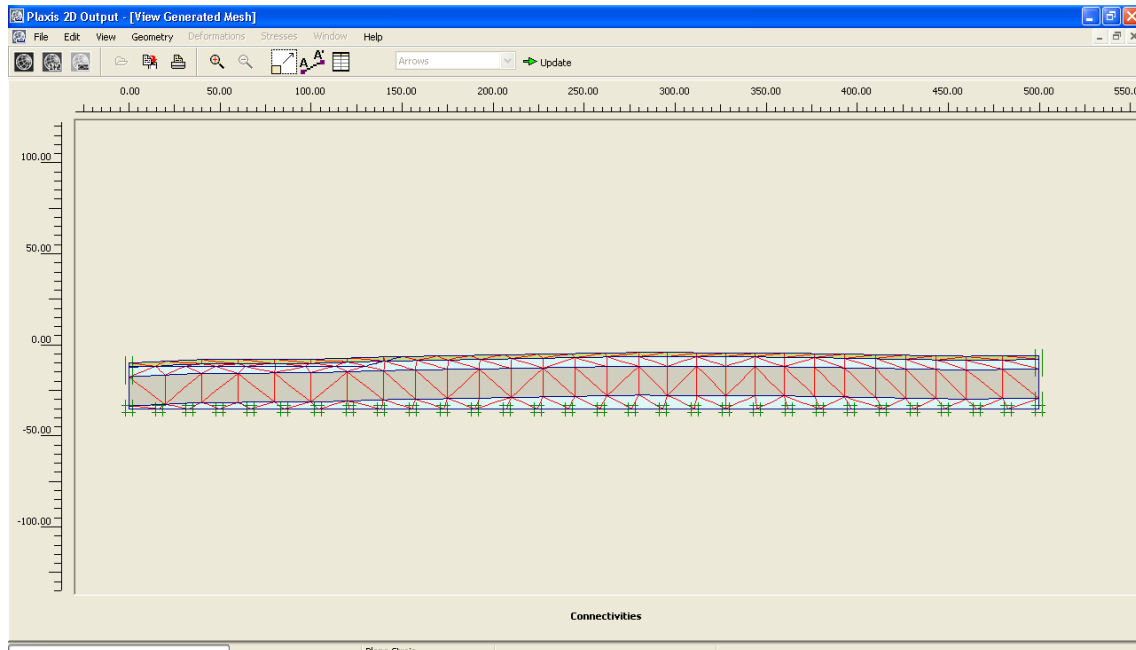 Plaxis 2D Output - [View Generated Mesh]
File Edit View Geometry Deformations Stresses Window Help
Arrows Update
A A'
0.00 50.00 100.00 150.00 200.00 250.00 300.00 350.00 400.00 450.00 500.00 550.0
100.00
50.00
0.00
-50.00
-100.00
Connectivities
Plane Strain